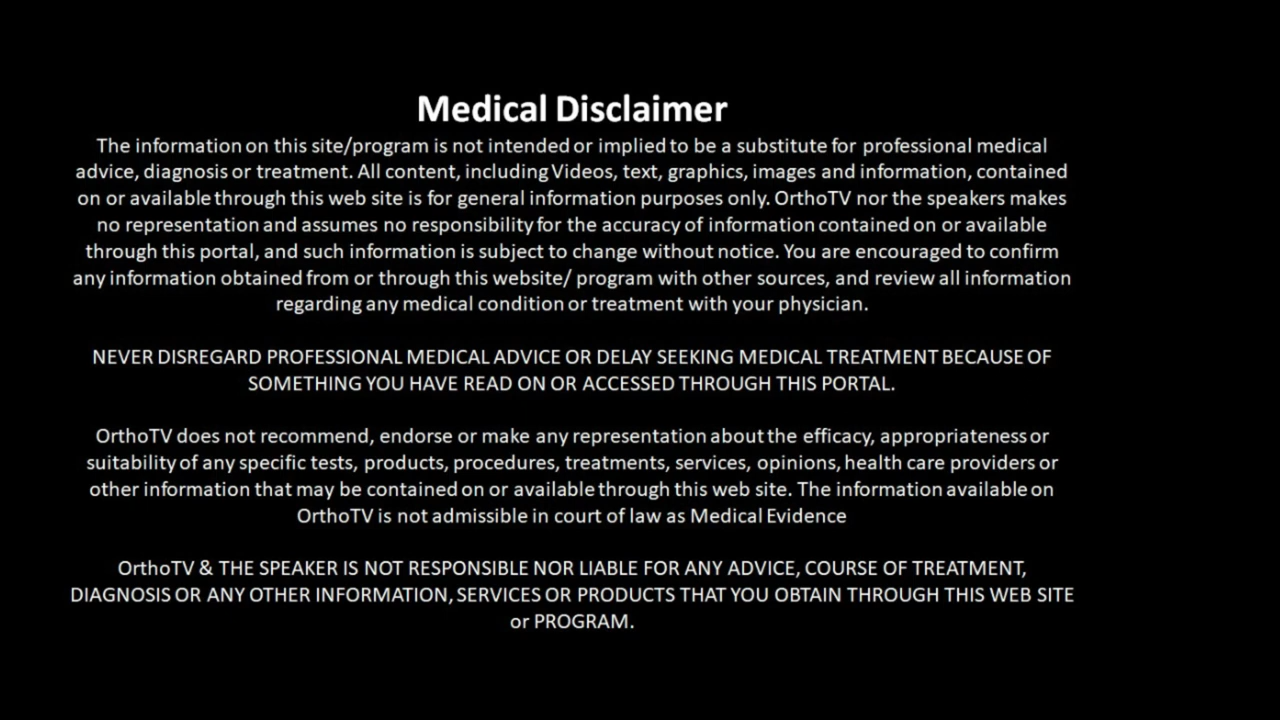 Medical Disclaimer
The information on this site/program is not intended or implied to be a substitute for professional medical
advice, diagnosis or treatment. All content, including Videos, text, graphics, images and information, contained
on or available through this web site is for general information purposes only. OrthoTV nor the speakers makes
no representation and assumes no responsibility for the accuracy of information contained on or available
through this portal, and such information is subject to change without notice. You are encouraged to confirm
any information obtained from or through this website/ program with other sources, and review all information
regarding any medical condition or treatment with your physician.
NEVER DISREGARD PROFESSIONAL MEDICAL ADVICE OR DELAY SEEKING MEDICAL TREATMENT BECAUSE OF
SOMETHING YOU HAVE READ ON OR ACCESSED THROUGH THIS PORTAL.
OrthoTV does not recommend, endorse or make any representation about the efficacy, appropriateness or
suitability of any specific tests, products, procedures, treatments, services, opinions, health care providers or
other information that may be contained on or available through this web site. The information available on
OrthoTV is not admissible in court of law as Medical Evidence
OrthoTV & THE SPEAKER IS NOT RESPONSIBLE NOR LIABLE FOR ANY ADVICE, COURSE OF TREATMENT,
DIAGNOSIS OR ANY OTHER INFORMATION, SERVICES OR PRODUCTS THAT YOU OBTAIN THROUGH THIS WEB SITE
or PROGRAM.